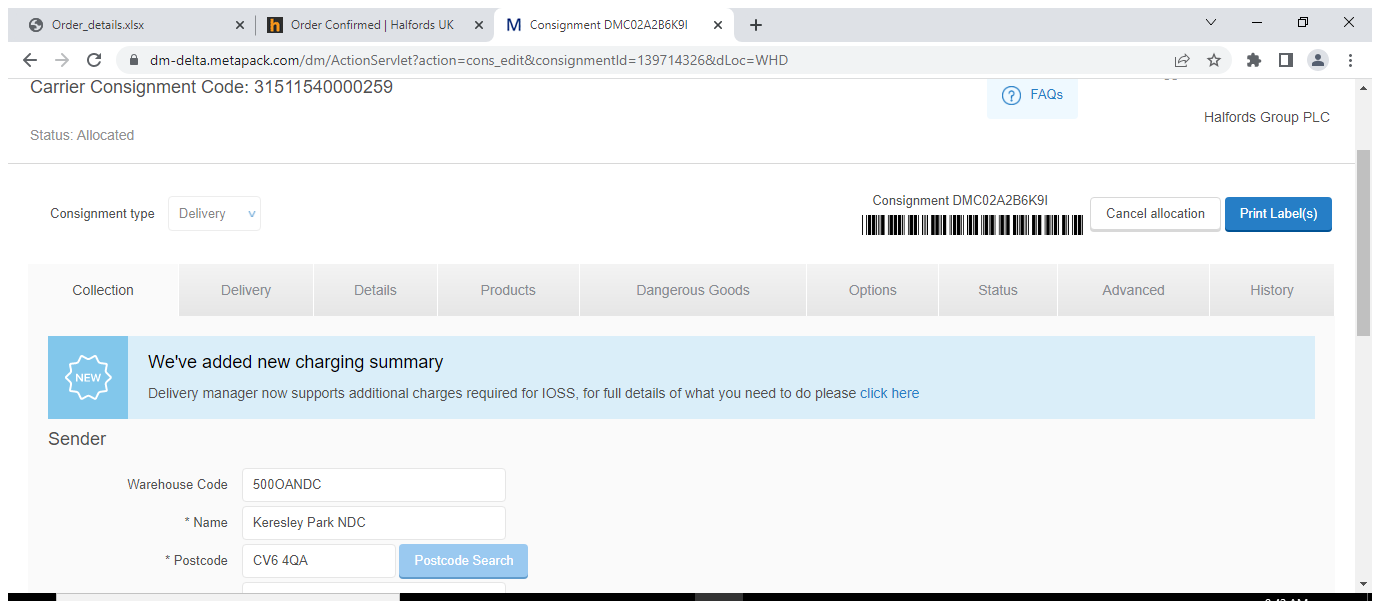 Order_details.xlsx
Order Confirmed | Halfords UK
M Consignment DMC02A2B6K9I
dm-delta.metapack.com/dm/ActionServlet?action=cons_edit&consignmentId=139714326&dLoc=WHD
Carrier Consignment Code: 31511540000259
? FAQs
Halfords Group PLC
Status: Allocated
Consignment type Delivery
Consignment DMC02A2B6K9I
Cancel allocation
Print Label(s)
Collection Delivery Details Products Dangerous Goods Options Status Advanced History
NEW
We've added new charging summary
Delivery manager now supports additional charges required for IOSS, for full details of what you need to do please click here
Sender
Warehouse Code 500OANDC
* Name Keresley Park NDC
* Postcode CV6 4QA Postcode Search